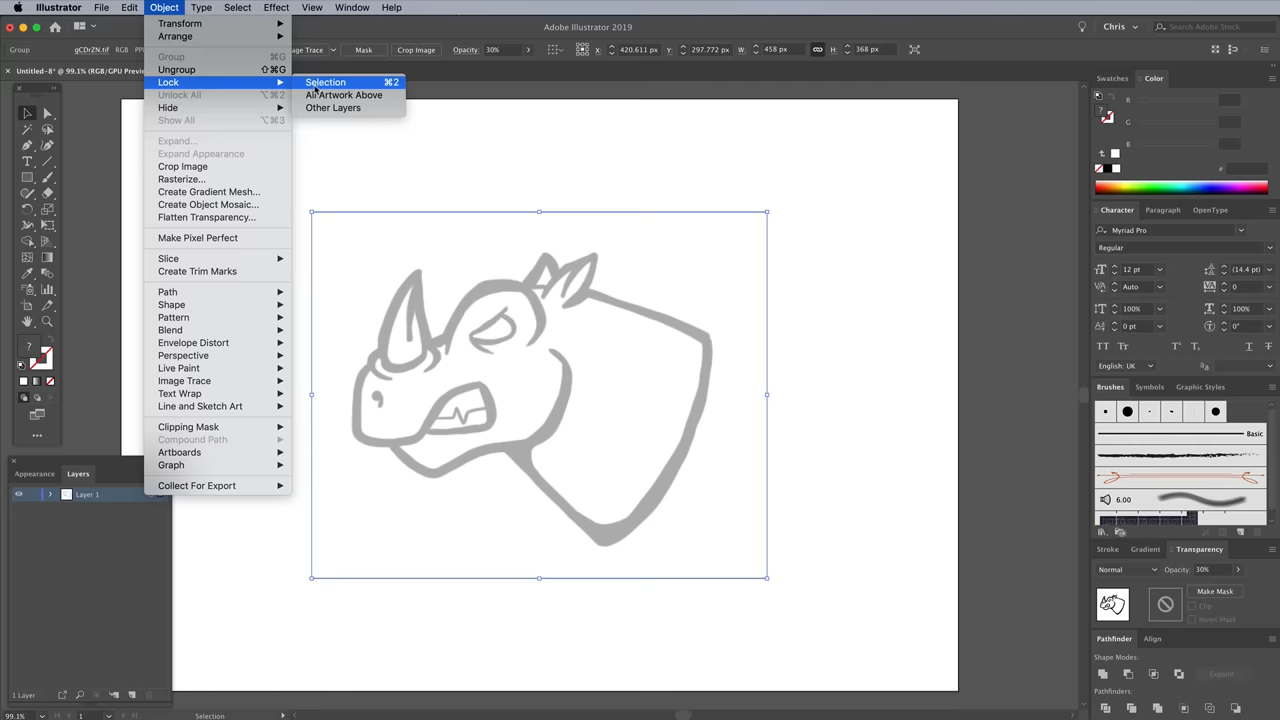 Illustrator File Edit Object Type Select Effect View Window Help
Adobe Illustrator 2019
Chris
Search Adobe Stock
Group
gCDrZN.tif
Image Trace
Mask
Crop Image
Opacity: 30%
X: 420.611 px
Y: 297.772 px
W: 458 px
H: 368 px
Untitled-8* @ 99.1% (RGB/GPU Preview)
Transform
Arrange
Group ⌘G
Ungroup ⇧⌘G
Lock
Unlock All ⌥⌘2
Hide
Show All ⌥⌘3
Expand...
Expand Appearance
Crop Image
Rasterize...
Create Gradient Mesh...
Create Object Mosaic...
Flatten Transparency...
Make Pixel Perfect
Slice
Create Trim Marks
Path
Shape
Pattern
Blend
Envelope Distort
Perspective
Live Paint
Image Trace
Text Wrap
Line and Sketch Art
Clipping Mask
Compound Path
Artboards
Graph
Collect For Export
Selection ⌘2
All Artwork Above
Other Layers
Appearance Layers
Layer 1
1 Layer
99.1%
1
Selection
Swatches Color
R
G
B
#
Character Paragraph OpenType
Myriad Pro
Regular
12 pt
(14.4 pt)
Auto
0
100%
100%
0 pt
0°
English: UK
Brushes Symbols Graphic Styles
Basic
6.00
Stroke Gradient Transparency
Normal
Opacity: 30%
Make Mask
Clip
Invert Mask
Pathfinder Align
Shape Modes:
Expand
Pathfinders: